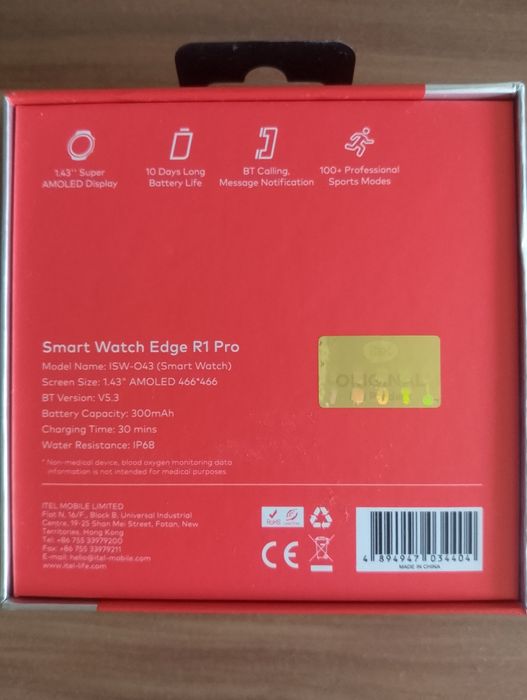 1.43'' Super
AMOLED Display
10 Days Long
Battery Life
BT Calling,
Message Notification
100+ Professional
Sports Modes
Smart Watch Edge R1 Pro
Model Name: ISW-O43 (Smart Watch)
Screen Size: 1.43" AMOLED 466*466
BT Version: V5.3
Battery Capacity: 300mAh
Charging Time: 30 mins
Water Resistance: IP68
* Non-medical device, blood oxygen monitoring data
information is not intended for medical purposes.
ORIGINAL
ITEL MOBILE LIMITED
Flat N, 16/F., Block B, Universal Industrial
Centre, 19-25 Shan Mei Street, Fotan, New
Territories, Hong Kong
Tel: +86 755 33979200
Fax: +86 755 33979211
E-mail: hello@itel-mobile.com
www.itel-life.com
RoHS
CE
4 894947 034404
MADE IN CHINA